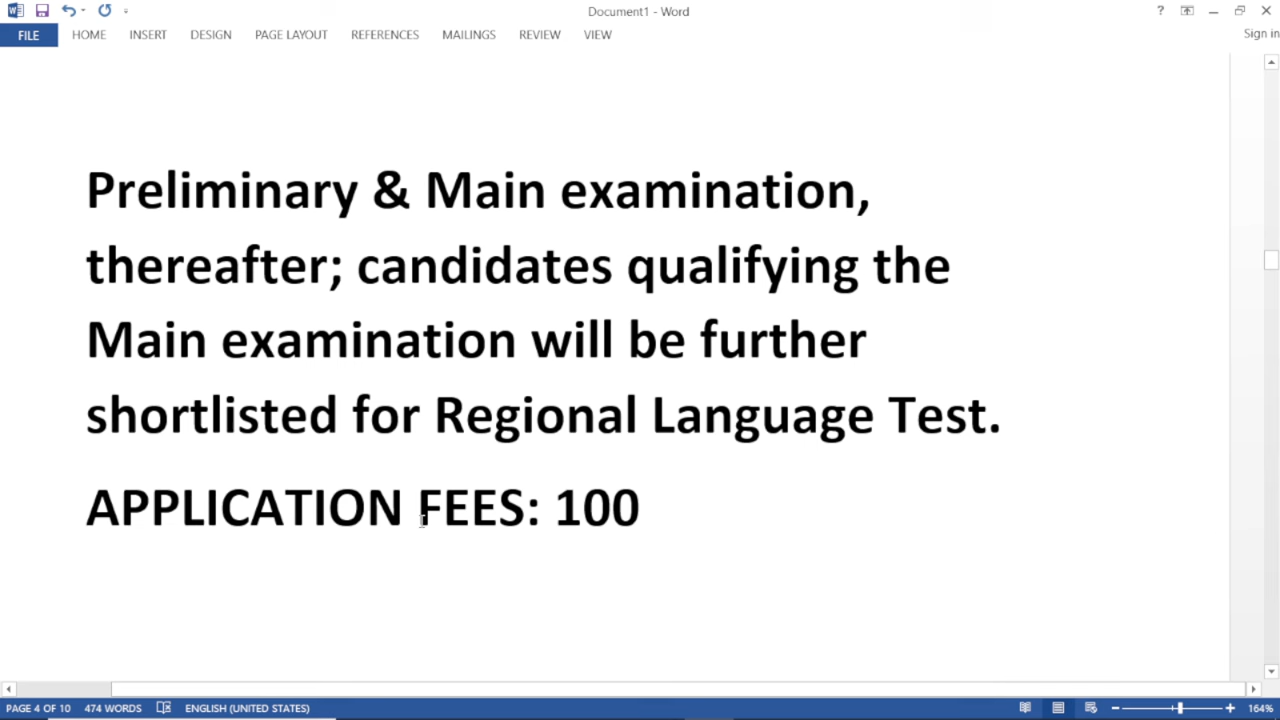 Document1 - Word
?
FILE HOME INSERT DESIGN PAGE LAYOUT REFERENCES MAILINGS REVIEW VIEW Sign in
Preliminary & Main examination,
thereafter; candidates qualifying the
Main examination will be further
shortlisted for Regional Language Test.
APPLICATION FEES: 100
PAGE 4 OF 10 474 WORDS ENGLISH (UNITED STATES) 164%